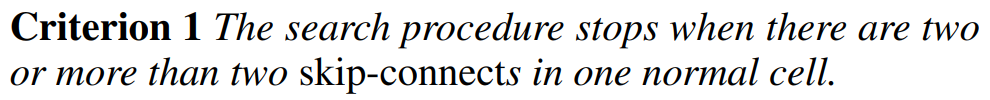 Criterion 1 The search procedure stops when there are two
or more than two skip-connects in one normal cell.